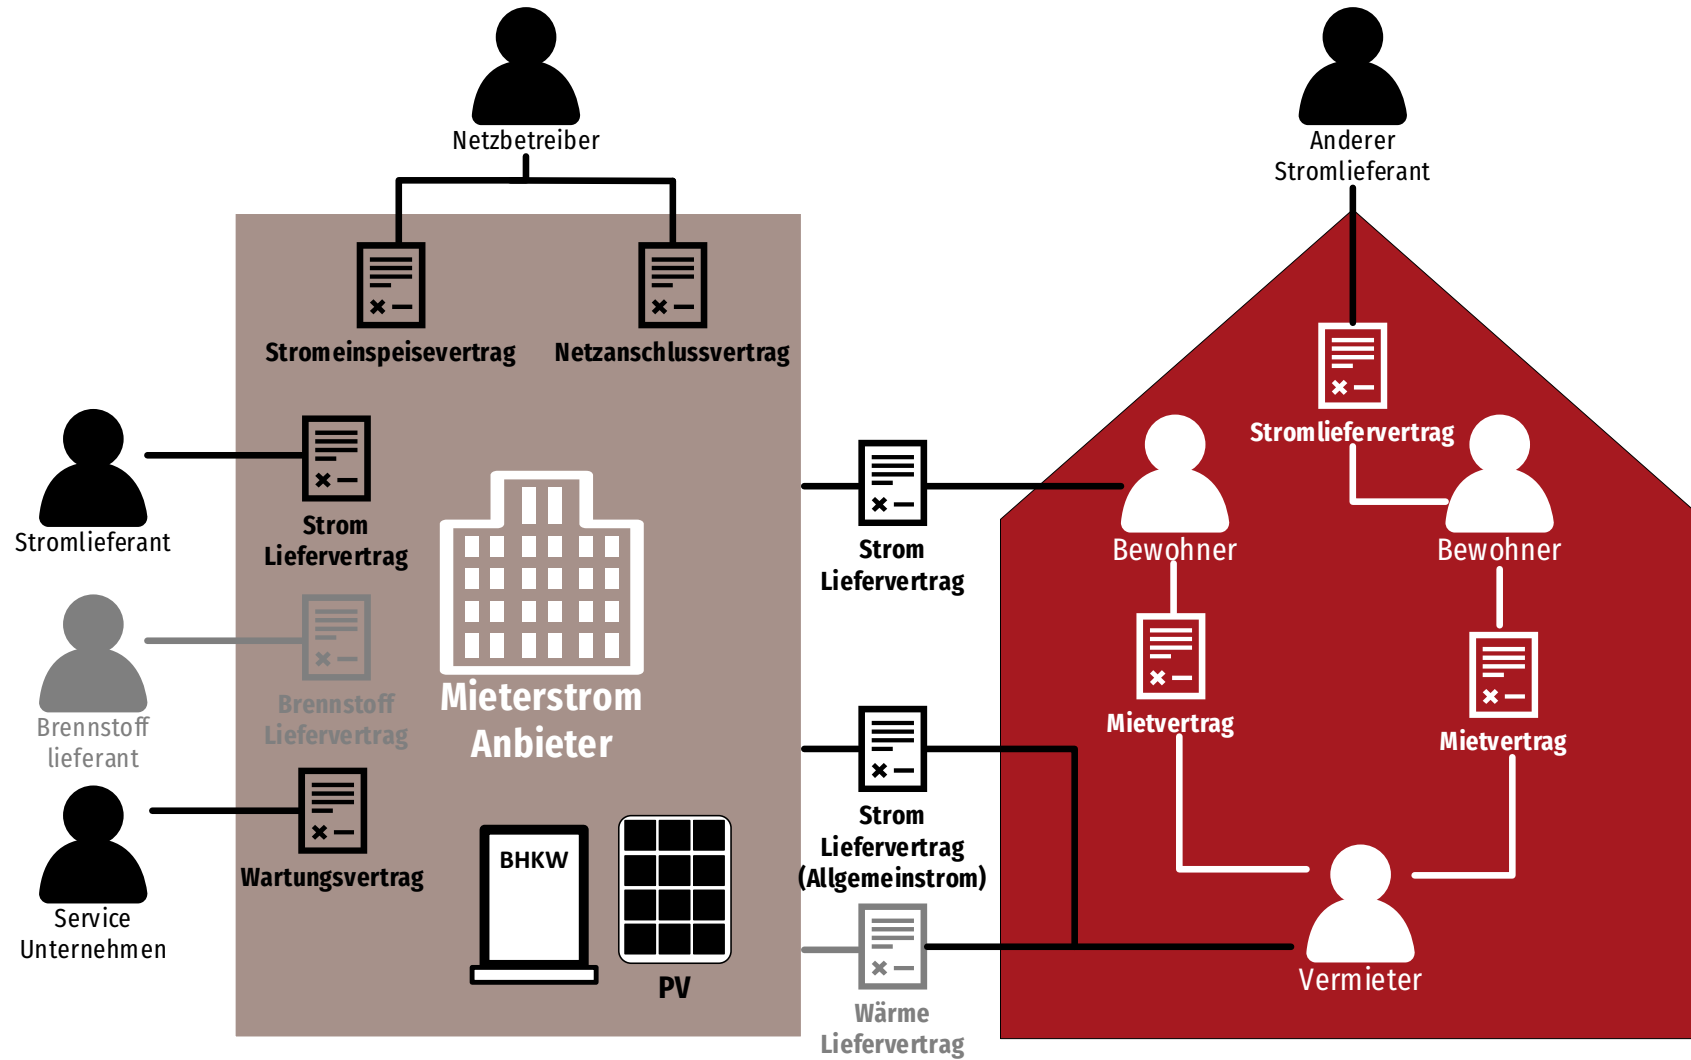 Netzbetreiber
Anderer
Stromlieferant
Stromeinspeisevertrag
Netzanschlussvertrag
Stromliefervertrag
Stromlieferant
Strom
Liefervertrag
Strom
Liefervertrag
Bewohner
Bewohner
Brennstoff
lieferant
Brennstoff
Liefervertrag
Mieterstrom
Anbieter
Mietvertrag
Mietvertrag
Service
Unternehmen
Wartungsvertrag
BHKW
PV
Strom
Liefervertrag
(Allgemeinstrom)
Wärme
Liefervertrag
Vermieter